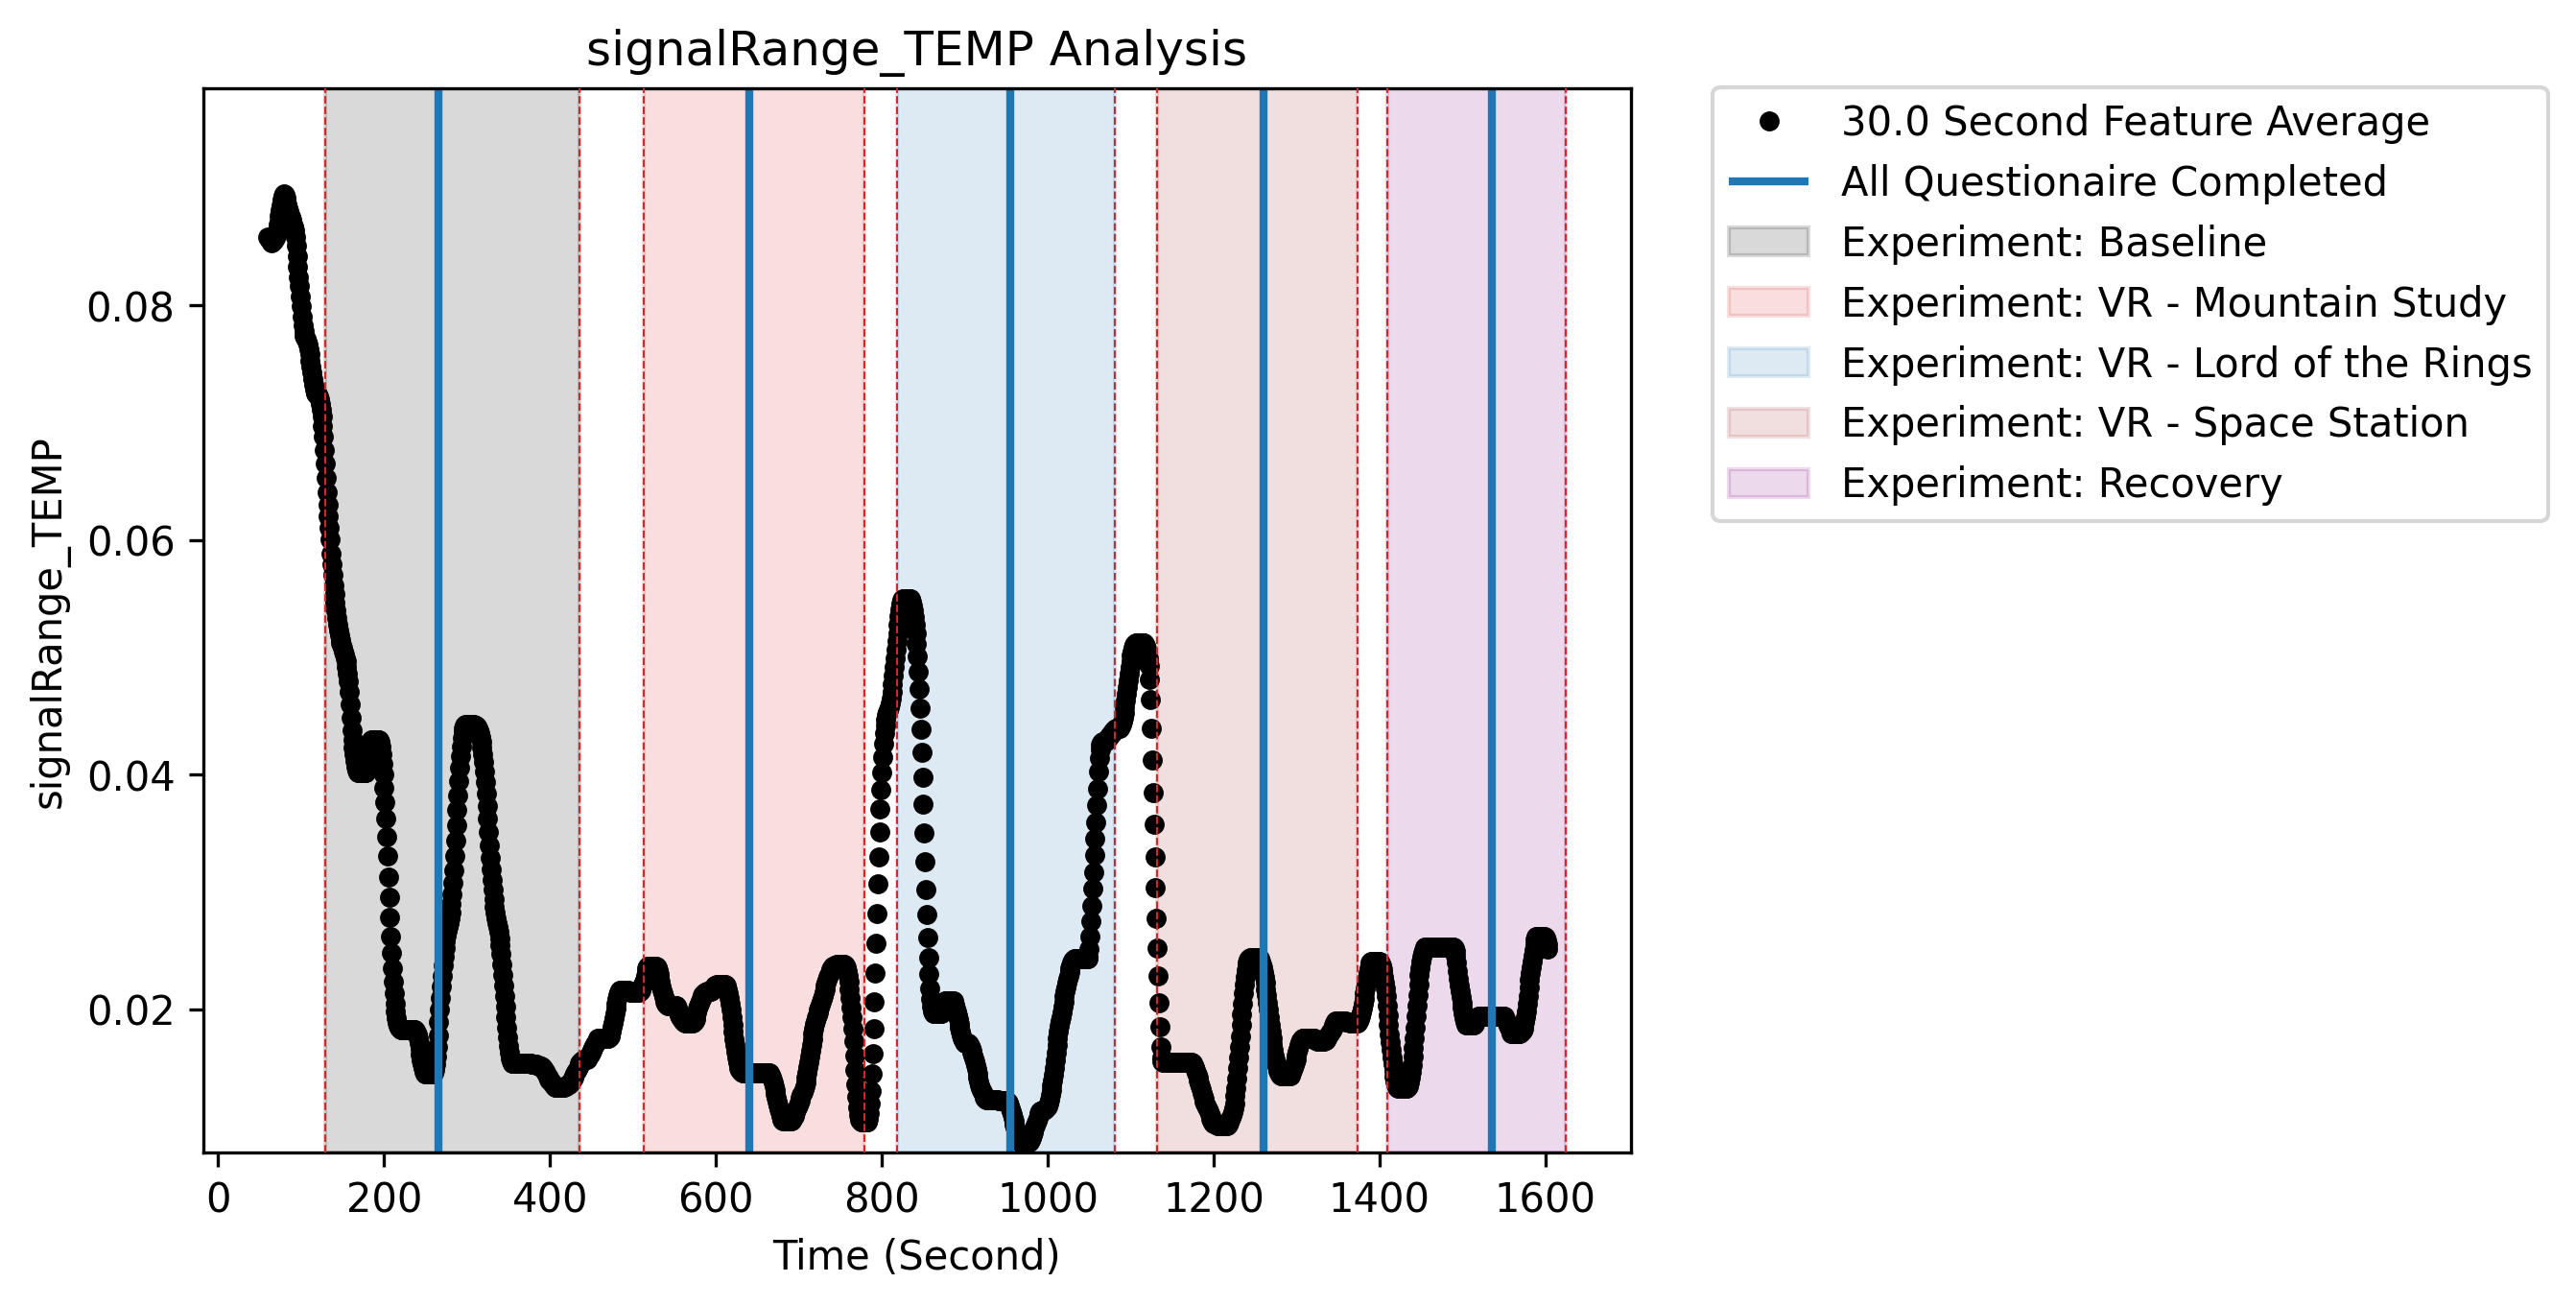 signalRange_TEMP Analysis
signalRange_TEMP
0.08
0.06
0.04
0.02
0
200
400
600
800
1000
1200
1400
1600
Time (Second)
30.0 Second Feature Average
All Questionaire Completed
Experiment: Baseline
Experiment: VR - Mountain Study
Experiment: VR - Lord of the Rings
Experiment: VR - Space Station
Experiment: Recovery